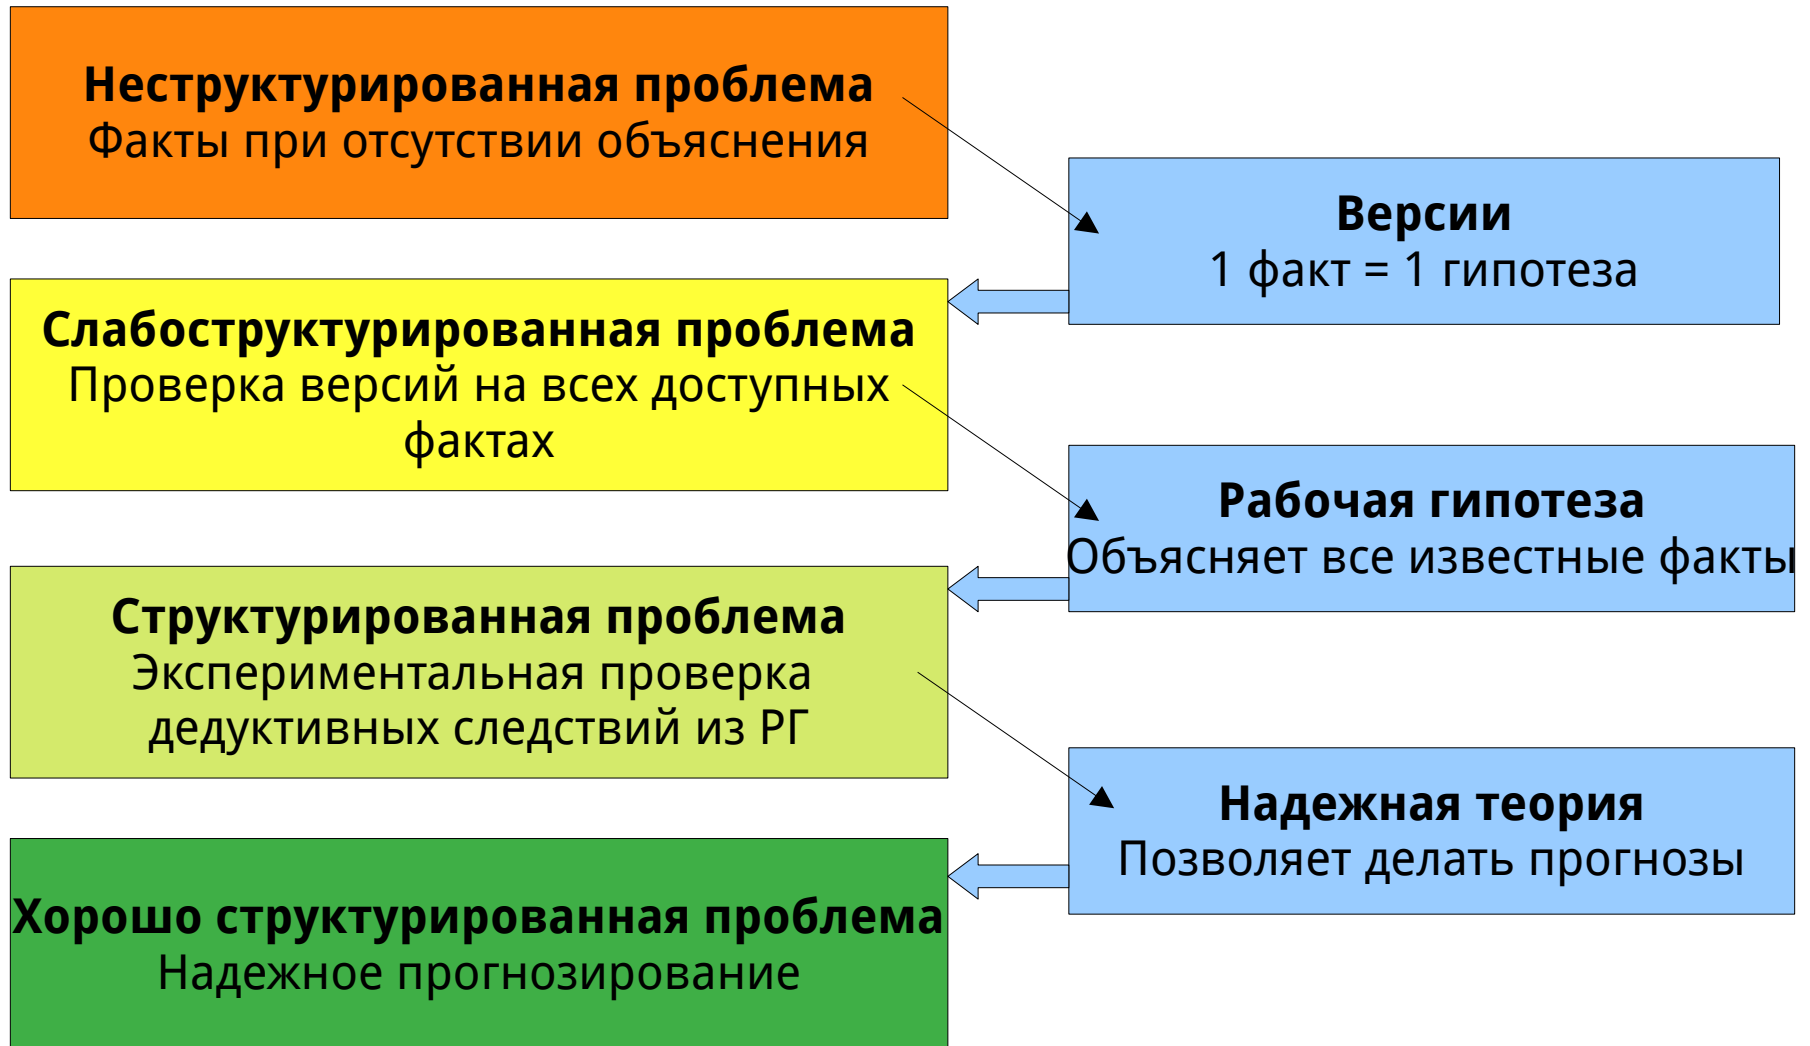 Неструктурированная проблема
Факты при отсутствии объяснения
Версии
1 факт = 1 гипотеза
Слабоструктурированная проблема
Проверка версий на всех доступных
фактах
Рабочая гипотеза
Объясняет все известные факты
Структурированная проблема
Экспериментальная проверка
дедуктивных следствий из РГ
Надежная теория
Позволяет делать прогнозы
Хорошо структурированная проблема
Надежное прогнозирование